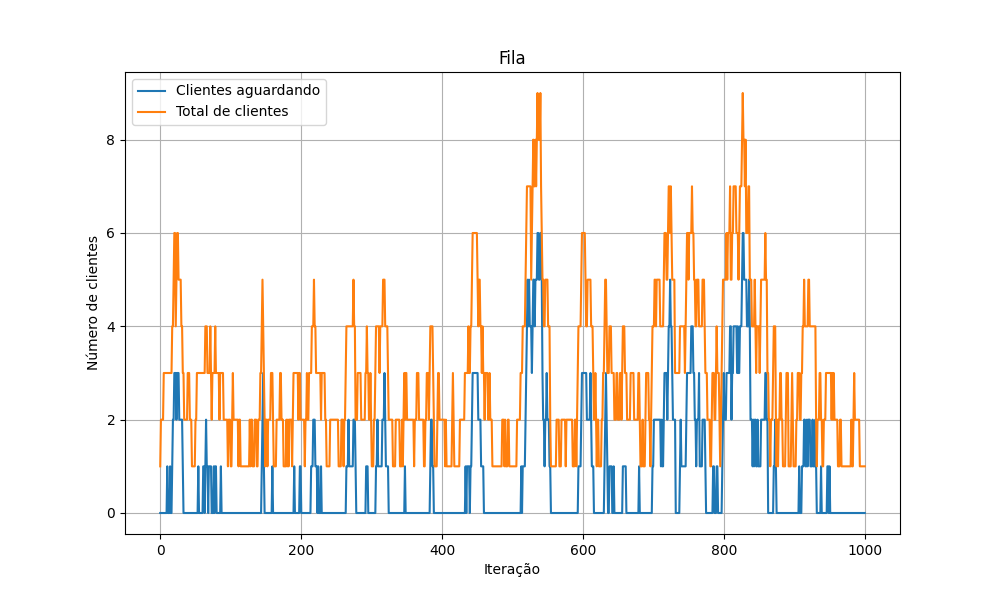 Fila
Clientes aguardando
Total de clientes
Número de clientes
8
6
4
2
0
0 200 400 600 800 1000
Iteração